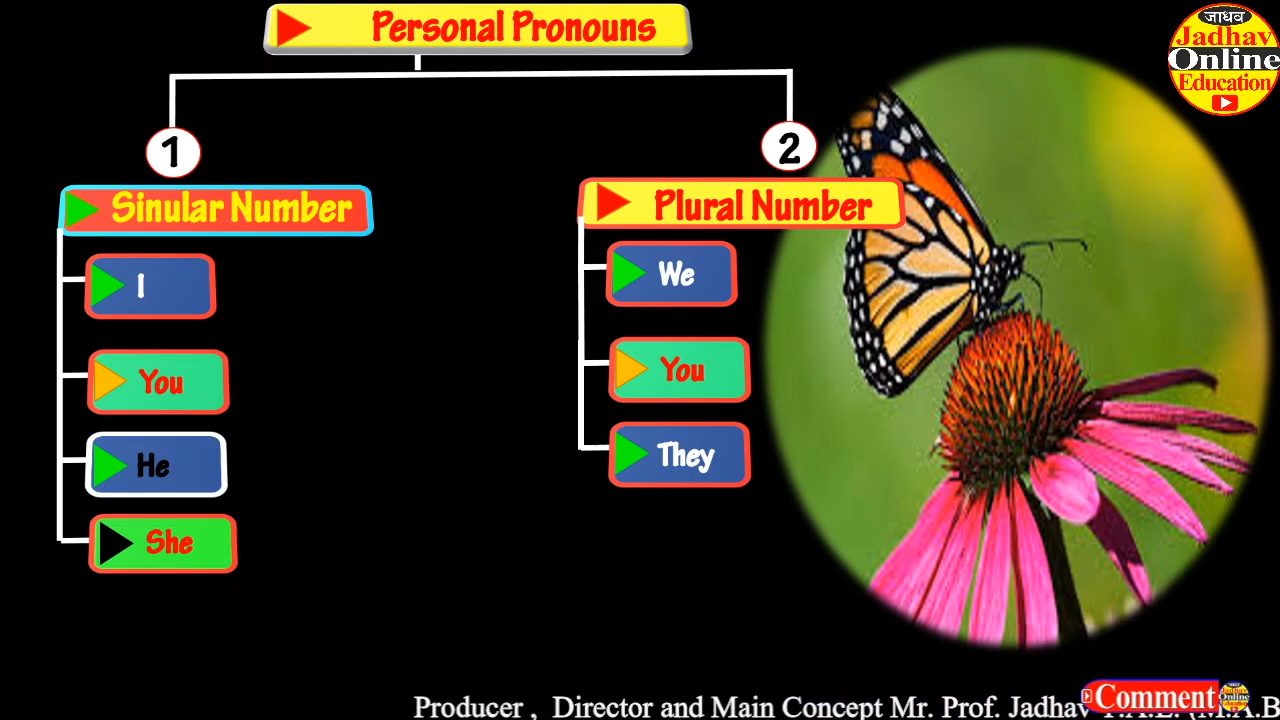 Personal Pronouns
जाधव
Jadhav
Online
Education
1
2
Sinular Number
Plural Number
I
We
You
You
He
They
She
Producer , Director and Main Concept Mr. Prof. Jadhav
Comment